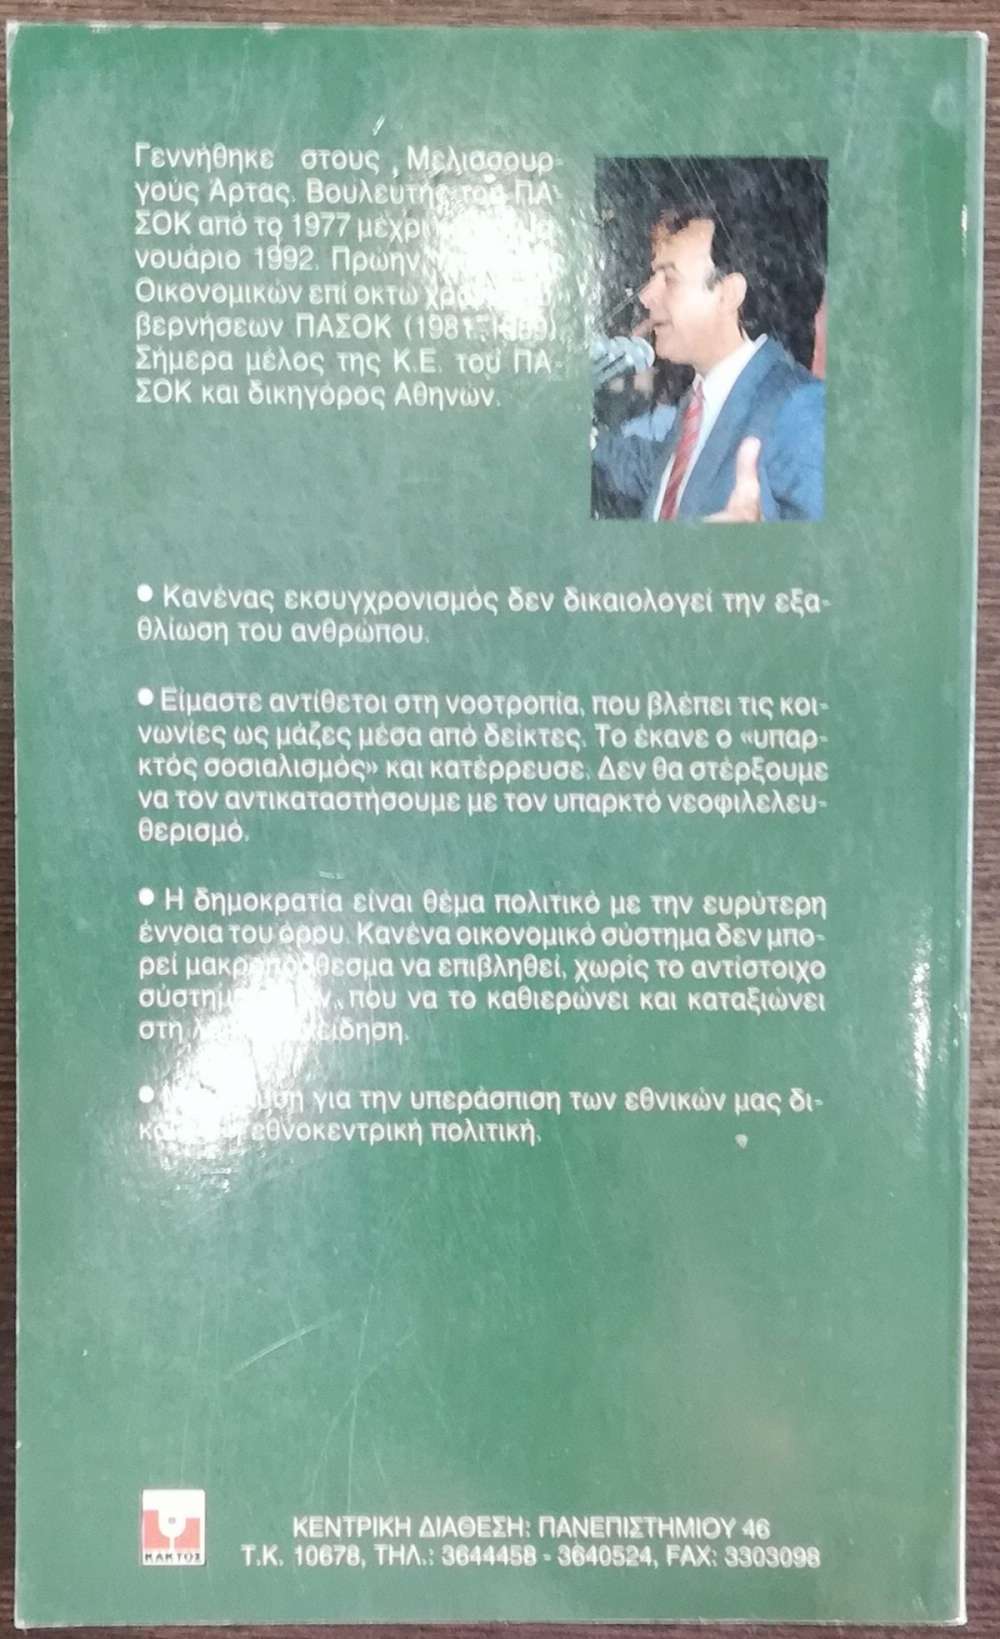 Γεννήθηκε στους Μελισσουρ-
γούς Άρτας. Βουλευτής του ΠΑ-
ΣΟΚ από το 1977 μέχρι
νουάριο 1992. Πρώην
Οικονομικών επί οκτώ
βερνήσεων ΠΑΣΟΚ (1981-1989).
Σήμερα μέλος της Κ.Ε. του ΠΑ-
ΣΟΚ και δικηγόρος Αθηνών.
• Κανένας εκσυγχρονισμός δεν δικαιολογεί την εξα-
θλίωση του ανθρώπου.
• Είμαστε αντίθετοι στη νοοτροπία, που βλέπει τις κοι-
νωνίες ως μάζες μέσα από δείκτες. Το έκανε ο «υπαρ-
κτός σοσιαλισμός» και κατέρρευσε. Δεν θα στέρξουμε
να τον αντικαταστήσουμε με τον υπαρκτό νεοφιλελευ-
θερισμό.
• Η δημοκρατία είναι θέμα πολιτικό με την ευρύτερη
έννοια του όρου. Κανένα οικονομικό σύστημα δεν μπο-
ρεί μακροπρόθεσμα να επιβληθεί, χωρίς το αντίστοιχο
σύστημα που να το καθιερώνει και καταξιώνει
στη
• για την υπεράσπιση των εθνικών μας δι-
εθνοκεντρική πολιτική.
ΚΑΚΤΟΣ
ΚΕΝΤΡΙΚΗ ΔΙΑΘΕΣΗ: ΠΑΝΕΠΙΣΤΗΜΙΟΥ 46
Τ.Κ. 10678, ΤΗΛ.: 3644458 - 3640524, FAX: 3303098